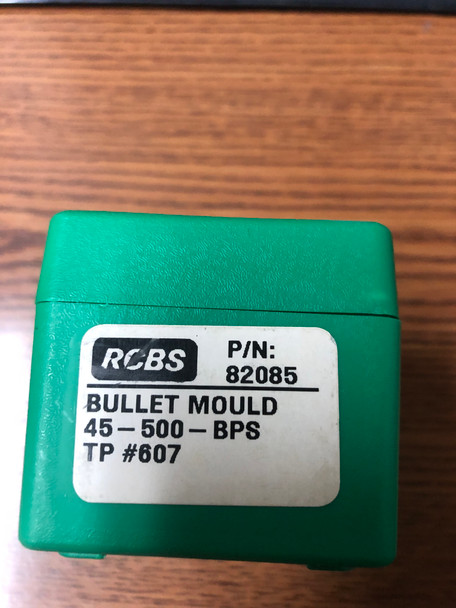 RCBS
P/N:
82085
BULLET MOULD
45-500-BPS
TP #607